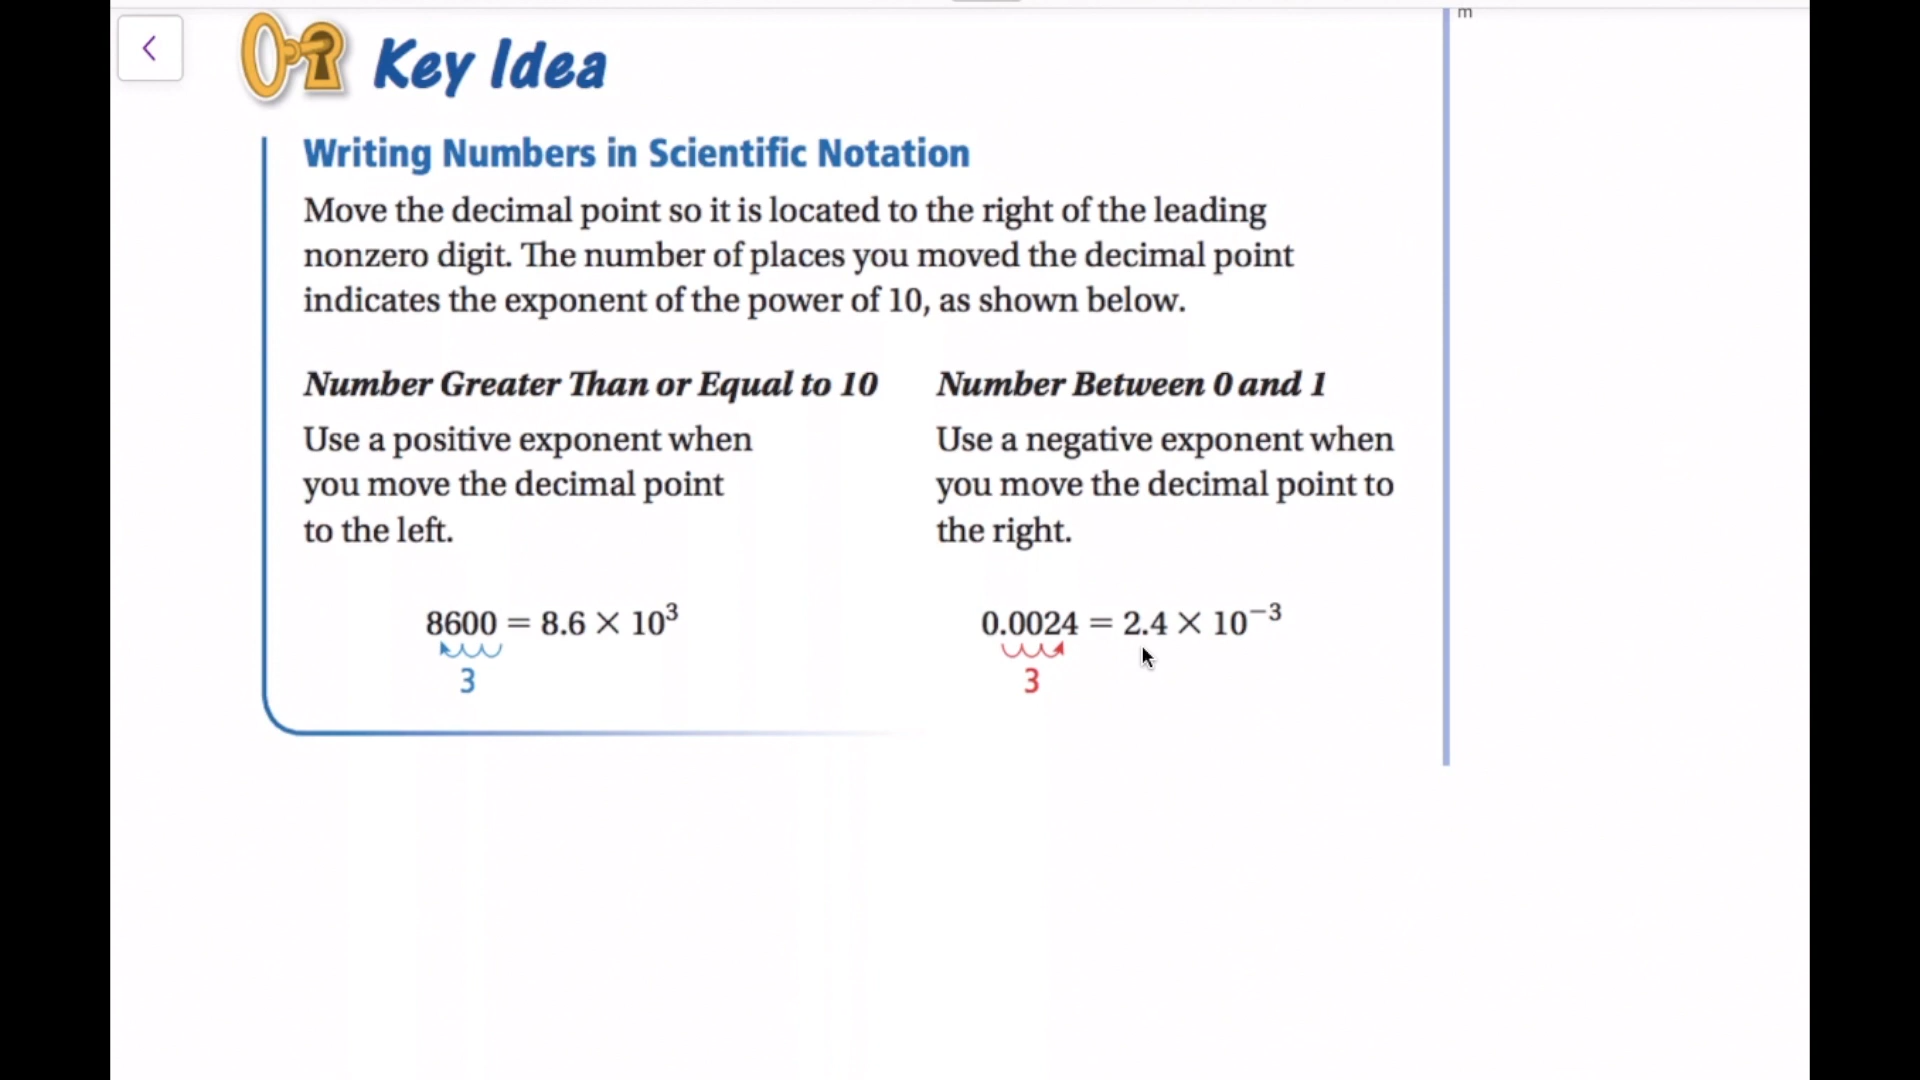 m
Key Idea
Writing Numbers in Scientific Notation
Move the decimal point so it is located to the right of the leading
nonzero digit. The number of places you moved the decimal point
indicates the exponent of the power of 10, as shown below.
Number Greater Than or Equal to 10
Use a positive exponent when
you move the decimal point
to the left.
8600 = 8.6 × 10³
3
Number Between 0 and 1
Use a negative exponent when
you move the decimal point to
the right.
0.0024 = 2.4 × 10⁻³
3